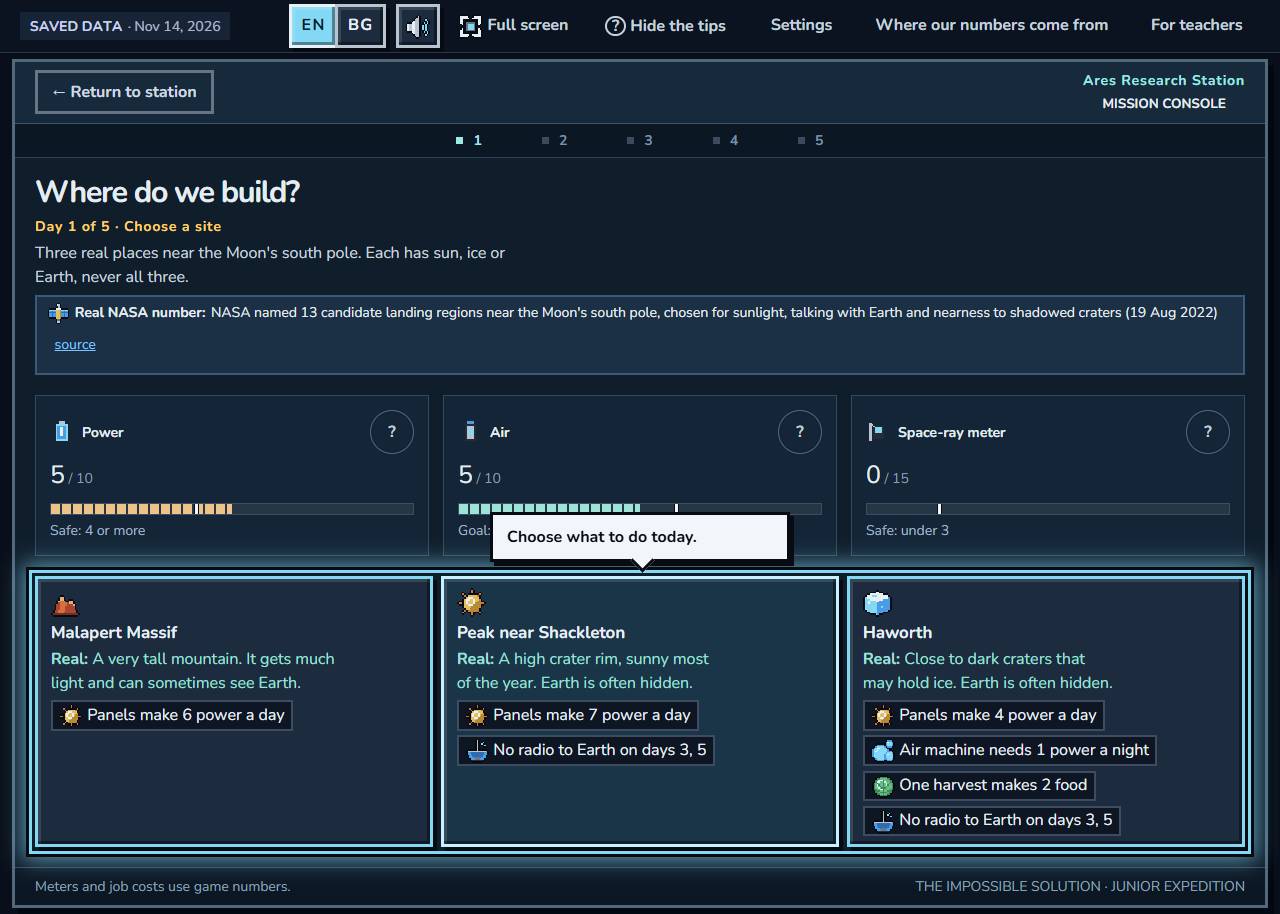 SAVED DATA · Nov 14, 2026
EN BG
Full screen
? Hide the tips
Settings
Where our numbers come from
For teachers
← Return to station
Ares Research Station
MISSION CONSOLE
1 2 3 4 5
Where do we build?
Day 1 of 5 · Choose a site
Three real places near the Moon's south pole. Each has sun, ice or
Earth, never all three.
Real NASA number: NASA named 13 candidate landing regions near the Moon's south pole, chosen for sunlight, talking with Earth and nearness to shadowed craters (19 Aug 2022)
source
Power ?
5 / 10
Safe: 4 or more
Air ?
5 / 10
Goal:
Space-ray meter ?
0 / 15
Safe: under 3
Choose what to do today.
Malapert Massif
Real: A very tall mountain. It gets much
light and can sometimes see Earth.
Panels make 6 power a day
Peak near Shackleton
Real: A high crater rim, sunny most
of the year. Earth is often hidden.
Panels make 7 power a day
No radio to Earth on days 3, 5
Haworth
Real: Close to dark craters that
may hold ice. Earth is often hidden.
Panels make 4 power a day
Air machine needs 1 power a night
One harvest makes 2 food
No radio to Earth on days 3, 5
Meters and job costs use game numbers.
THE IMPOSSIBLE SOLUTION · JUNIOR EXPEDITION